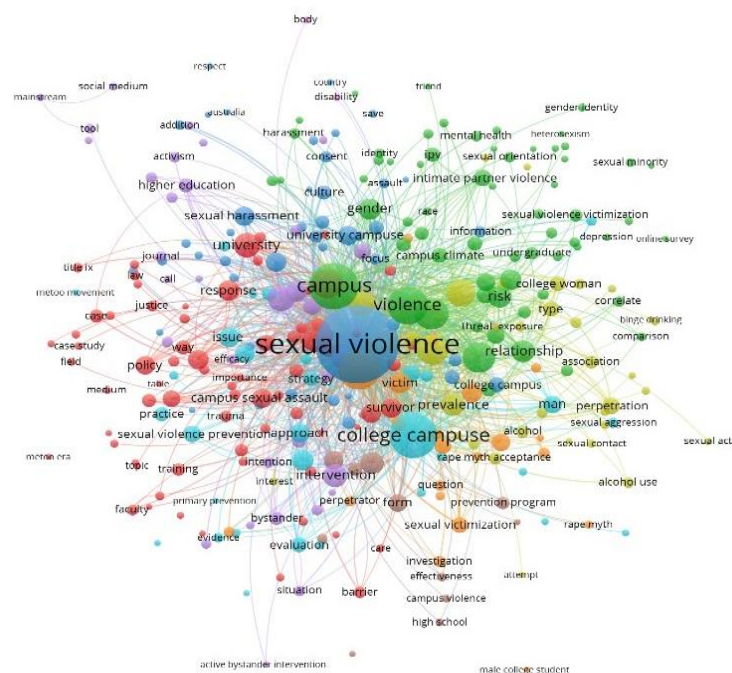 body
respect
mainstream
social medium
country
disability
friend
tool
addition
australia
save
gender identity
harassment
mental health
heterosexism
activism
consent
identity
ipv
sexual orientation
sexual minority
higher education
culture
assault
intimate partner violence
sexual harassment
gender
race
sexual violence victimization
university
university campuse
information
depression
online survey
journal
focus
campus climate
undergraduate
title ix
law
call
metoo movement
response
campus
college woman
justice
violence
risk
type
correlate
case
binge drinking
issue
threat
exposure
comparison
case study
way
sexual violence
field
policy
efficacy
relationship
association
table
importance
strategy
victim
college campus
medium
campus sexual assault
survivor
prevalence
man
perpetration
practice
trauma
sexual aggression
sexual violence prevention
approach
college campuse
alcohol
sexual contact
sexual act
metoo era
topic
training
intention
rape myth acceptance
interest
intervention
question
alcohol use
primary prevention
perpetrator
form
prevention program
faculty
bystander
sexual victimization
rape myth
evidence
evaluation
care
investigation
effectiveness
attempt
situation
barrier
campus violence
high school
active bystander intervention
male college student